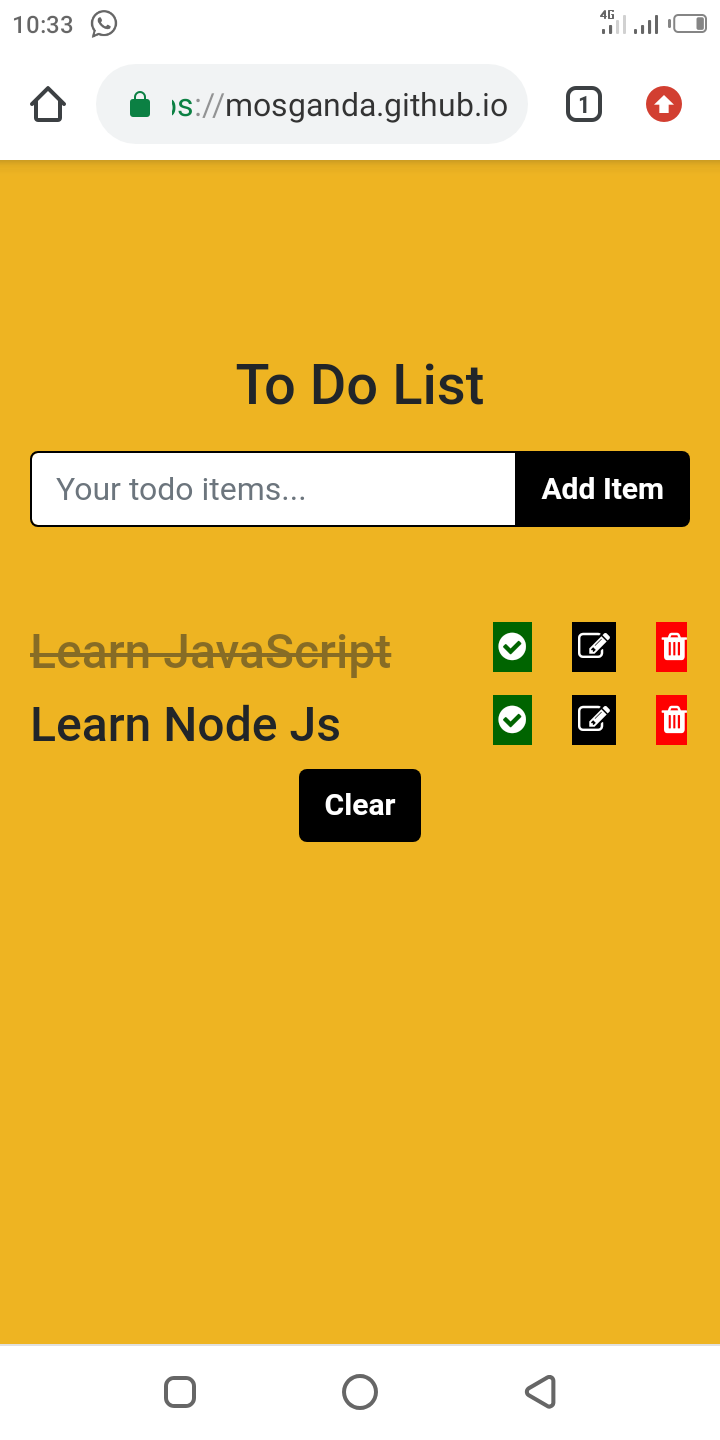 10:33
4G
os://mosganda.github.io
1
To Do List
Your todo items...
Add Item
Learn JavaScript
Learn Node Js
Clear